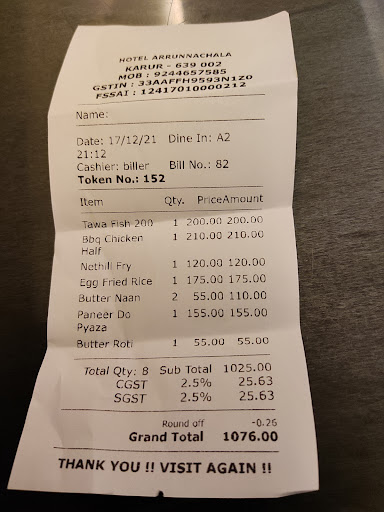 HOTEL ARRUNNACHALA
KARUR - 639 002
MOB : 9244657585
GSTIN : 33AAFFH9593N1Z0
FSSAI : 12417010000212
Name:
Date: 17/12/21 Dine In: A2
21:12
Cashier: biller Bill No.: 82
Token No.: 152
Item Qty. Price Amount
Tawa Fish 200 1 200.00 200.00
Bbq Chicken 1 210.00 210.00
Half
Nethili Fry 1 120.00 120.00
Egg Fried Rice 1 175.00 175.00
Butter Naan 2 55.00 110.00
Paneer Do 1 155.00 155.00
Pyaza
Butter Roti 1 55.00 55.00
Total Qty: 8 Sub Total 1025.00
CGST 2.5% 25.63
SGST 2.5% 25.63
Round off -0.26
Grand Total 1076.00
THANK YOU !! VISIT AGAIN !!